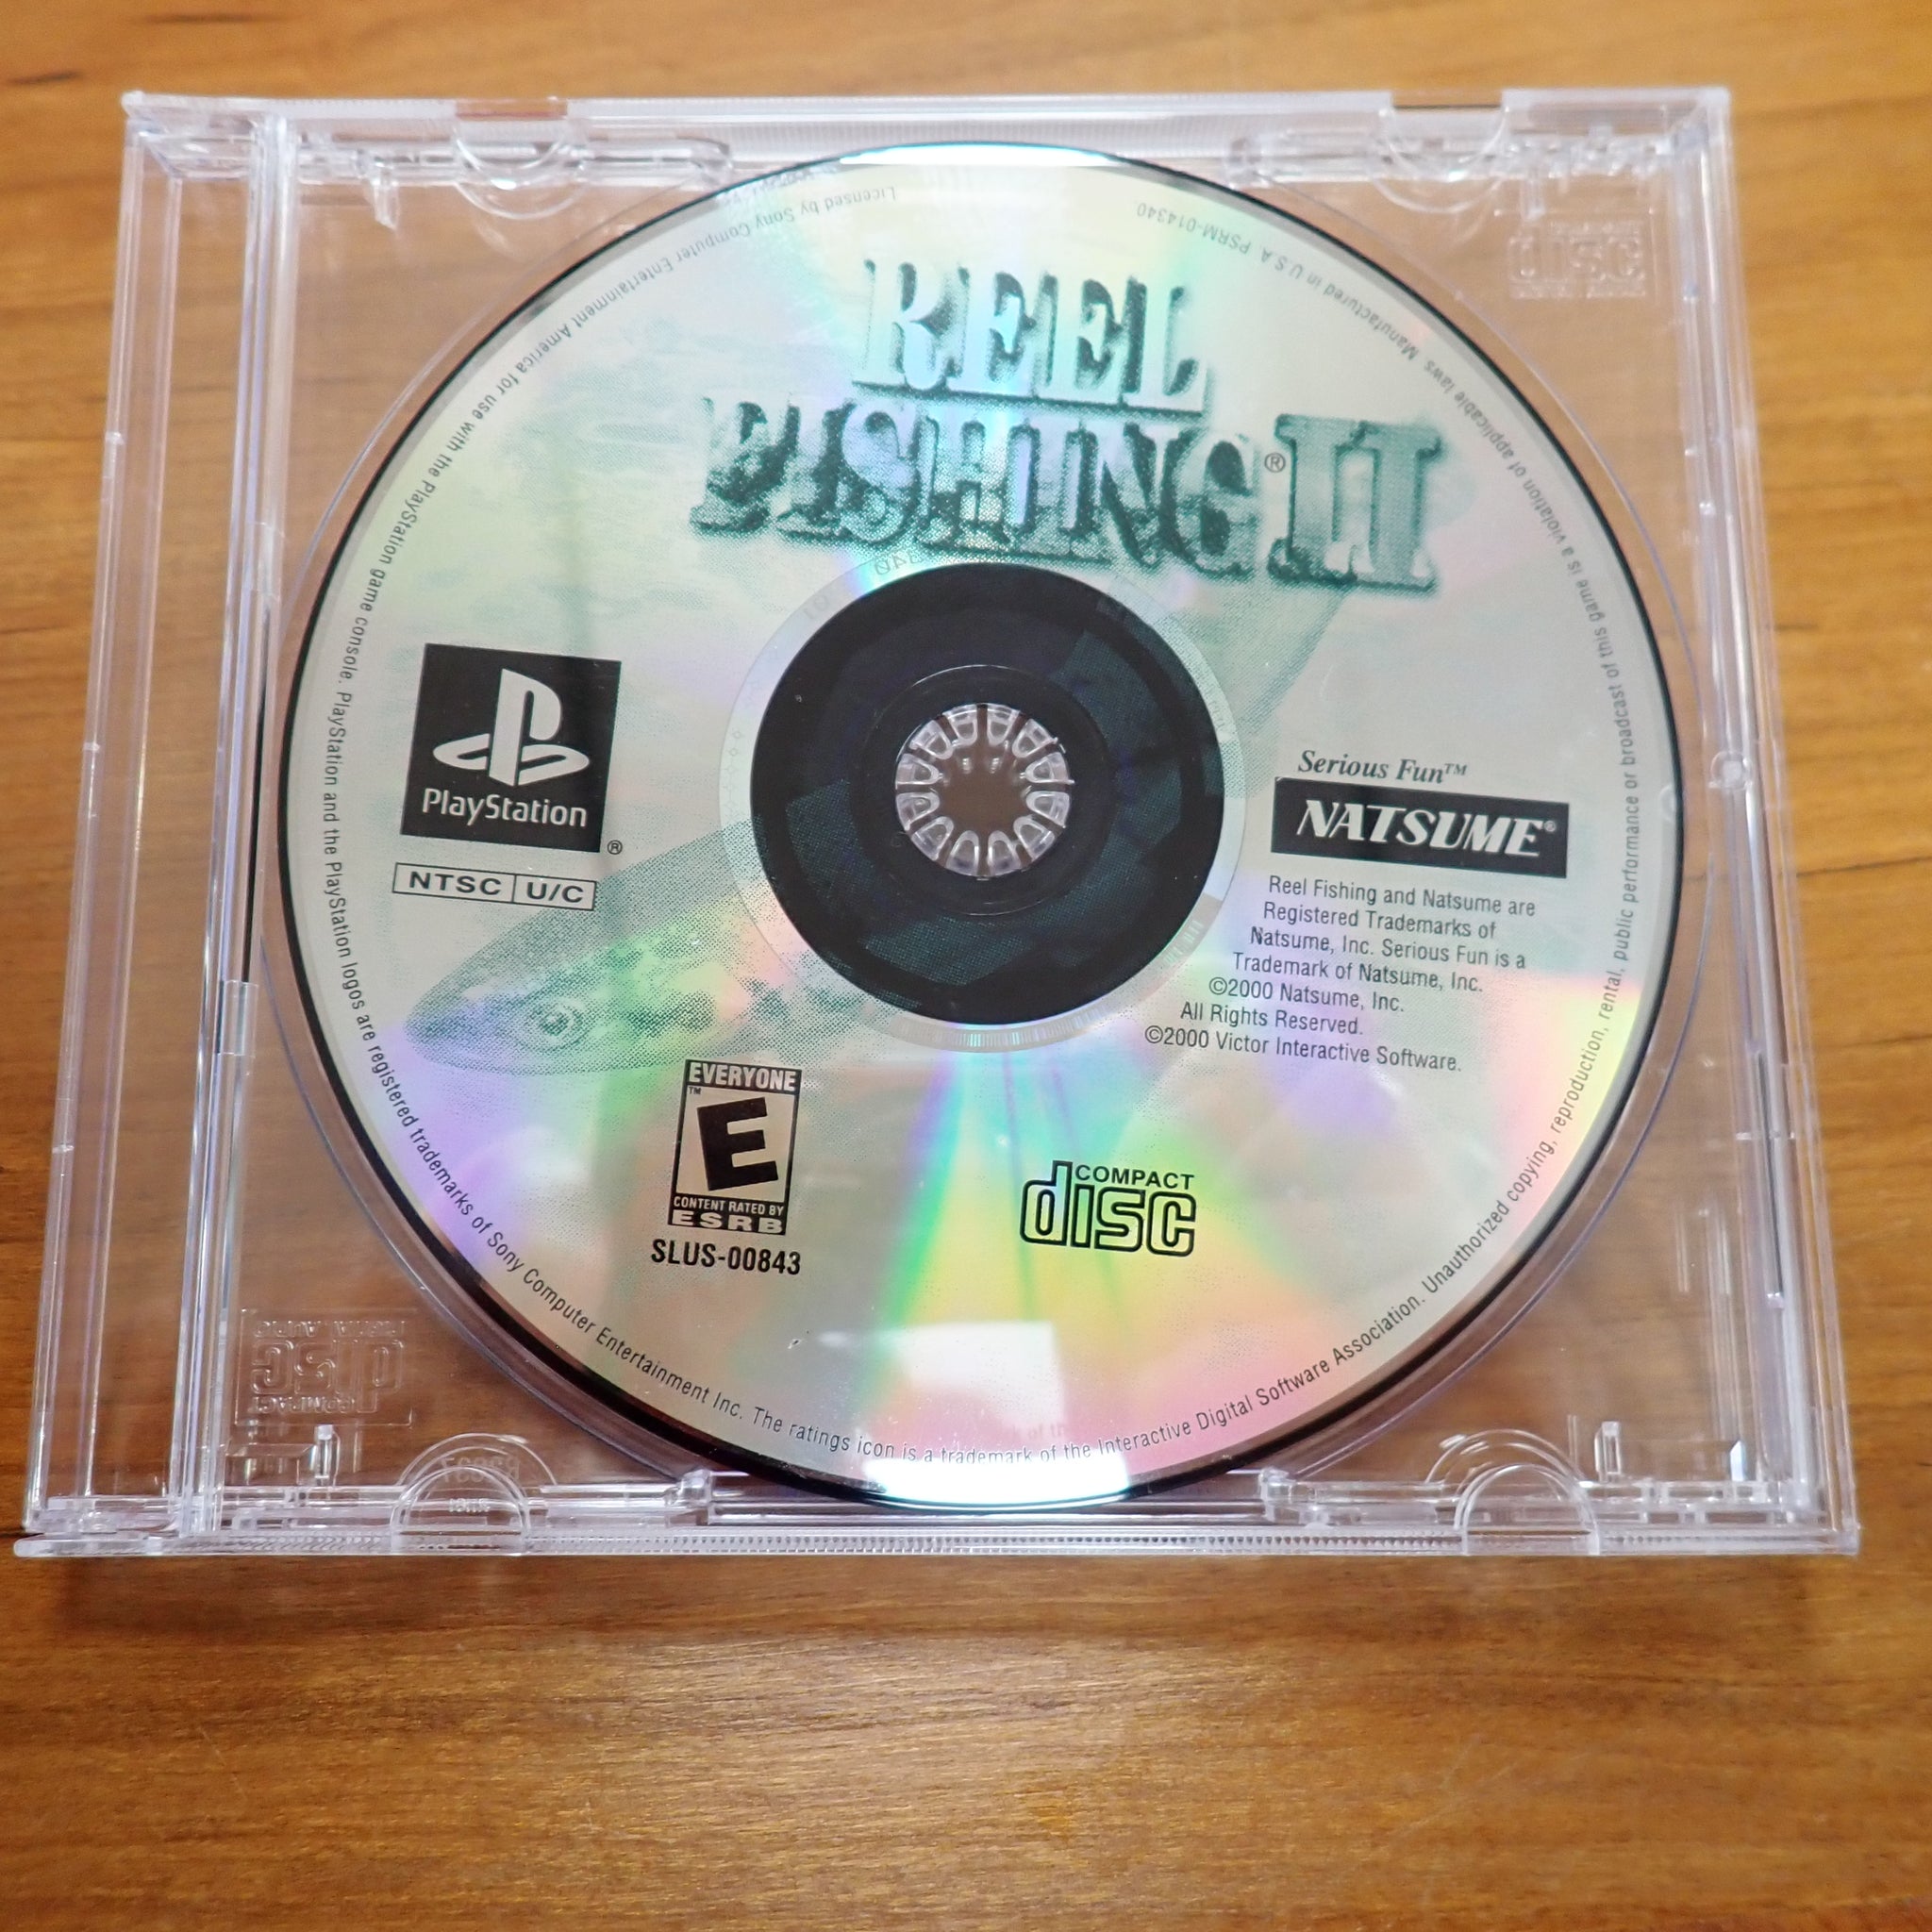 REEL
FISHING® II
PlayStation
®
NTSC U/C
Serious Fun™
NATSUME®
Reel Fishing and Natsume are
Registered Trademarks of
Natsume, Inc. Serious Fun is a
Trademark of Natsume, Inc.
©2000 Natsume, Inc.
All Rights Reserved.
©2000 Victor Interactive Software.
EVERYONE
™
E
CONTENT RATED BY
ESRB
SLUS-00843
COMPACT
disc
Licensed by Sony Computer Entertainment America for use with the PlayStation game console. PlayStation and the PlayStation logos are registered trademarks of Sony Computer Entertainment Inc. The ratings icon is a trademark of the Interactive Digital Software Association. Unauthorized copying, reproduction, rental, public performance or broadcast of this game is a violation of applicable laws. Manufactured in U.S.A. PSRM-014340
disc
COMPACT
disc